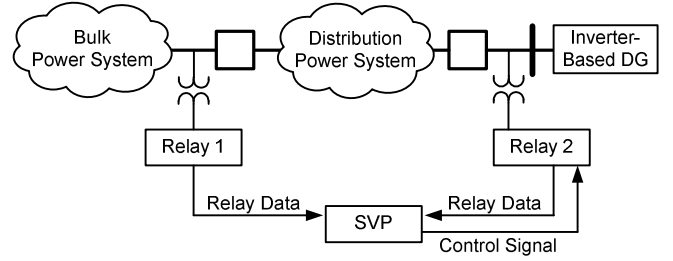 Bulk
Power System
Distribution
Power System
Inverter-
Based DG
Relay 1
Relay 2
Relay Data
Relay Data
SVP
Control Signal